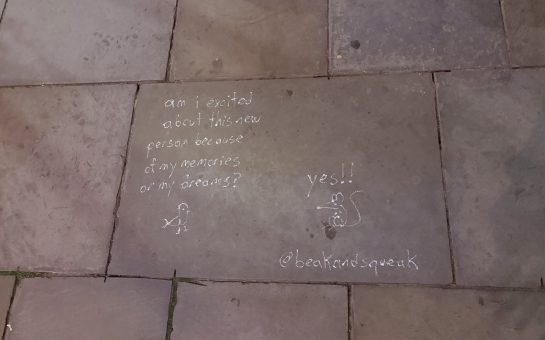 am i excited
about this new
person because
of my memories
or my dreams?
yes!!
@beakandsqueak